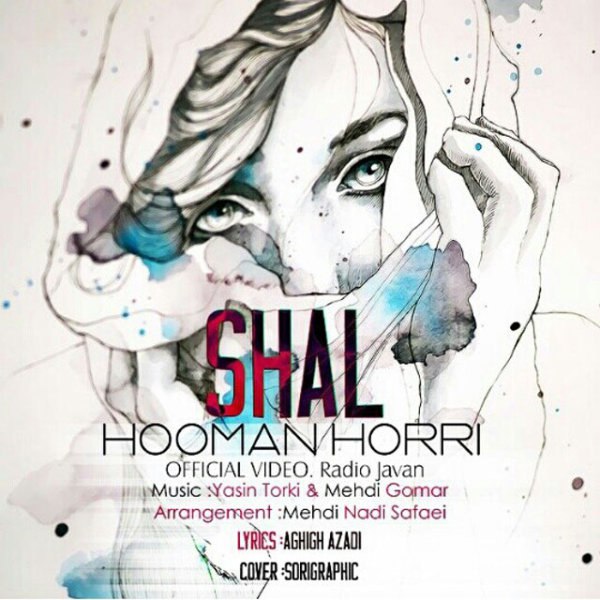 SHAL
HOOMAN HORRI
OFFICIAL VIDEO. Radio Javan
Music :Yasin Torki & Mehdi Gomar
Arrangement :Mehdi Nadi Safaei
LYRICS :AGHIGH AZADI
COVER :SORIGRAPHIC